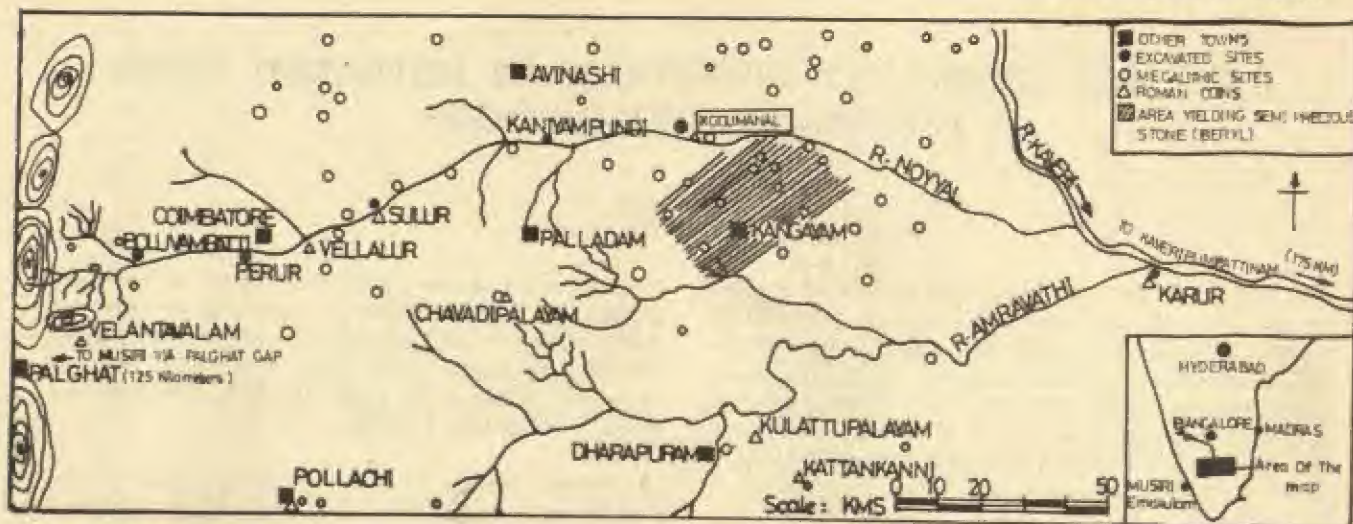 OTHER TOWNS
EXCAVATED SITES
MEGALITHIC SITES
ROMAN COINS
AREA YIELDING SEMI PRECIOUS
STONE (BERYL)
AVINASHI
KANIYAMPUNDI
KODUMANAL
R-NOYYAL
R-KAVERI
COIMBATORE
SULUR
BOLUVAMBATTI
PERUR
VELLALUR
PALLADAM
KANGAYAM
TO KAVERIPUMPATTINAM (175 KM)
KARUR
R-AMRAVATHI
CHAVADIPALAYAM
VELANTAVALAM
TO MUSIRI VIA PALGHAT GAP
PALGHAT (125 Kilometers)
HYDERABAD
BANGALORE
MADRAS
Area Of The
map
MUSIRI
Ernakulam
KULATTUPALAYAM
DHARAPURAM
KATTANKANNI
POLLACHI
Scale: KMS 0 10 20 50